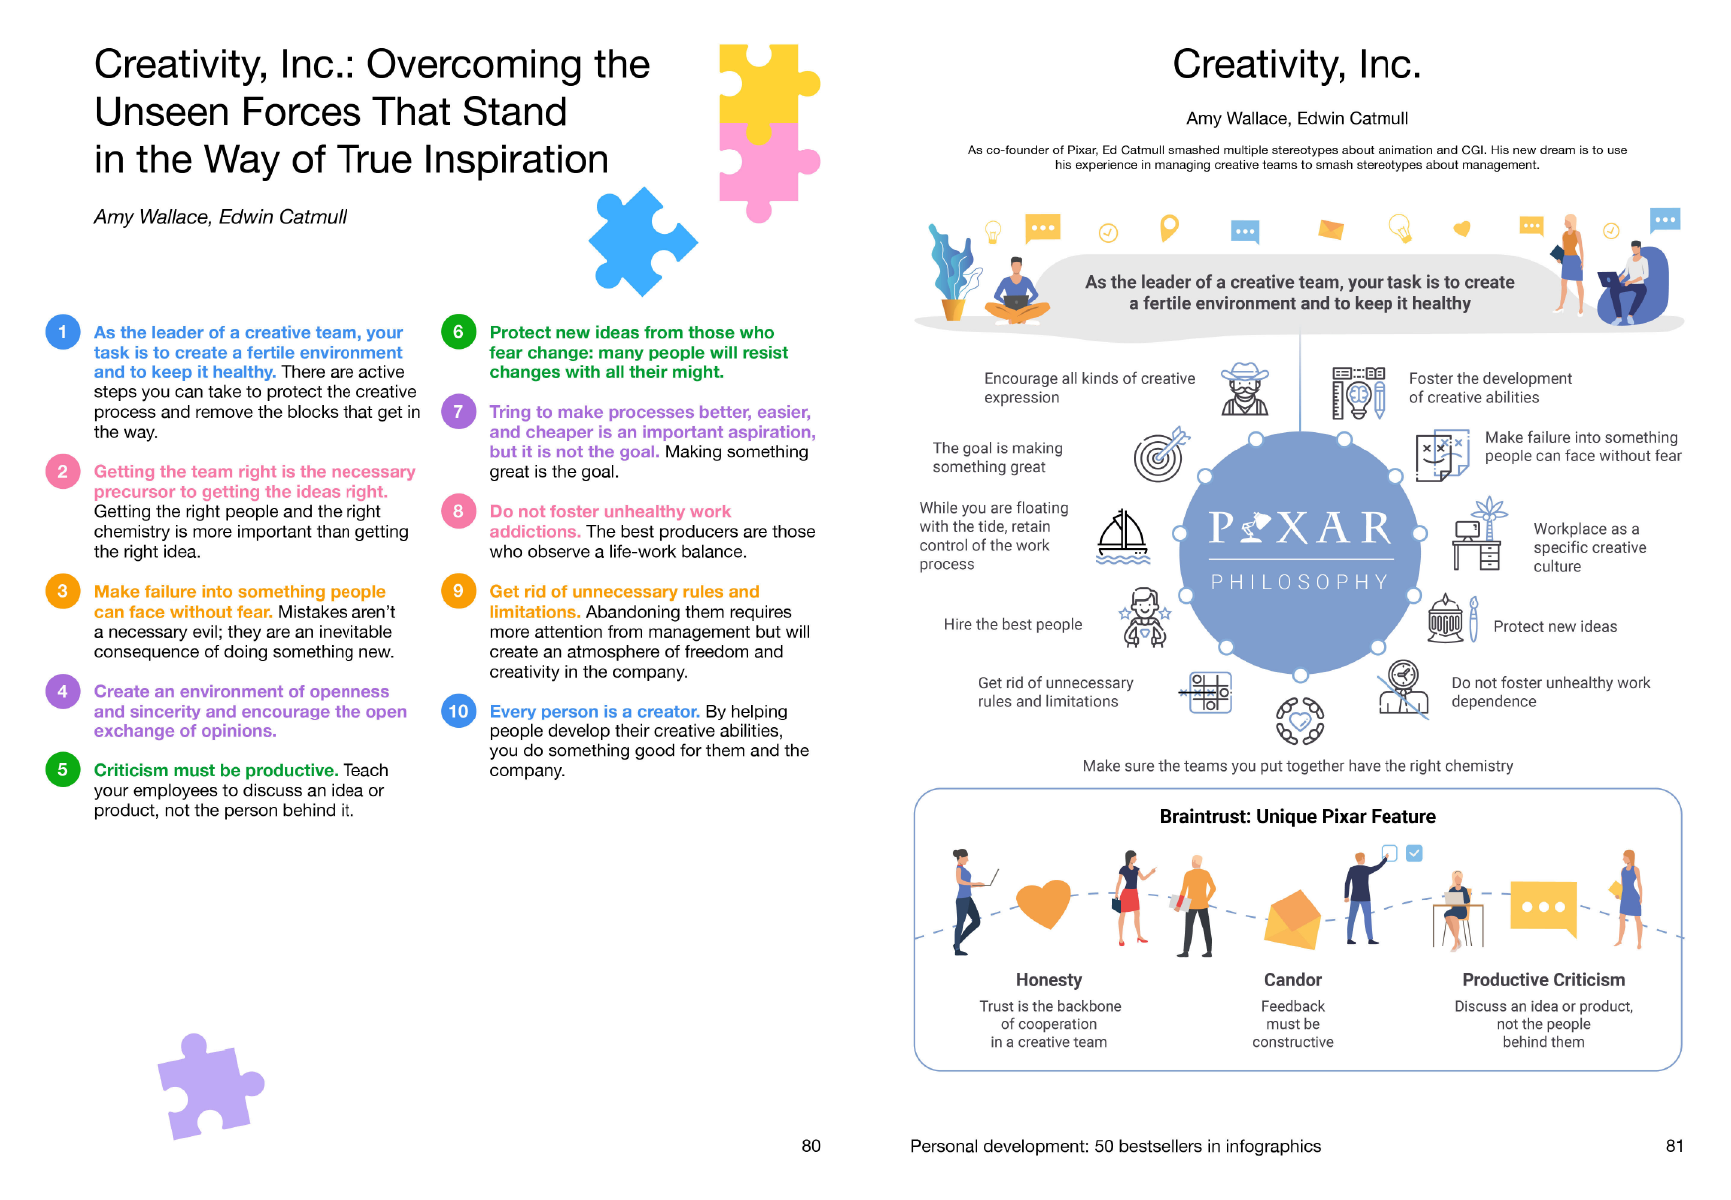 Creativity, Inc.: Overcoming the
Unseen Forces That Stand
in the Way of True Inspiration
Amy Wallace, Edwin Catmull
1
As the leader of a creative team, your
task is to create a fertile environment
and to keep it healthy. There are active
steps you can take to protect the creative
process and remove the blocks that get in
the way.
2
Getting the team right is the necessary
precursor to getting the ideas right.
Getting the right people and the right
chemistry is more important than getting
the right idea.
3
Make failure into something people
can face without fear. Mistakes aren't
a necessary evil; they are an inevitable
consequence of doing something new.
4
Create an environment of openness
and sincerity and encourage the open
exchange of opinions.
5
Criticism must be productive. Teach
your employees to discuss an idea or
product, not the person behind it.
6
Protect new ideas from those who
fear change: many people will resist
changes with all their might.
7
Tring to make processes better, easier,
and cheaper is an important aspiration,
but it is not the goal. Making something
great is the goal.
8
Do not foster unhealthy work
addictions. The best producers are those
who observe a life-work balance.
9
Get rid of unnecessary rules and
limitations. Abandoning them requires
more attention from management but will
create an atmosphere of freedom and
creativity in the company.
10
Every person is a creator. By helping
people develop their creative abilities,
you do something good for them and the
company.
80
Creativity, Inc.
Amy Wallace, Edwin Catmull
As co-founder of Pixar, Ed Catmull smashed multiple stereotypes about animation and CGI. His new dream is to use
his experience in managing creative teams to smash stereotypes about management.
As the leader of a creative team, your task is to create
a fertile environment and to keep it healthy
Encourage all kinds of creative
expression
Foster the development
of creative abilities
The goal is making
something great
Make failure into something
people can face without fear
While you are floating
with the tide, retain
control of the work
process
PIXAR
PHILOSOPHY
Workplace as a
specific creative
culture
Hire the best people
Protect new ideas
Get rid of unnecessary
rules and limitations
Do not foster unhealthy work
dependence
Make sure the teams you put together have the right chemistry
Braintrust: Unique Pixar Feature
Honesty
Trust is the backbone
of cooperation
in a creative team
Candor
Feedback
must be
constructive
Productive Criticism
Discuss an idea or product,
not the people
behind them
Personal development: 50 bestsellers in infographics
81